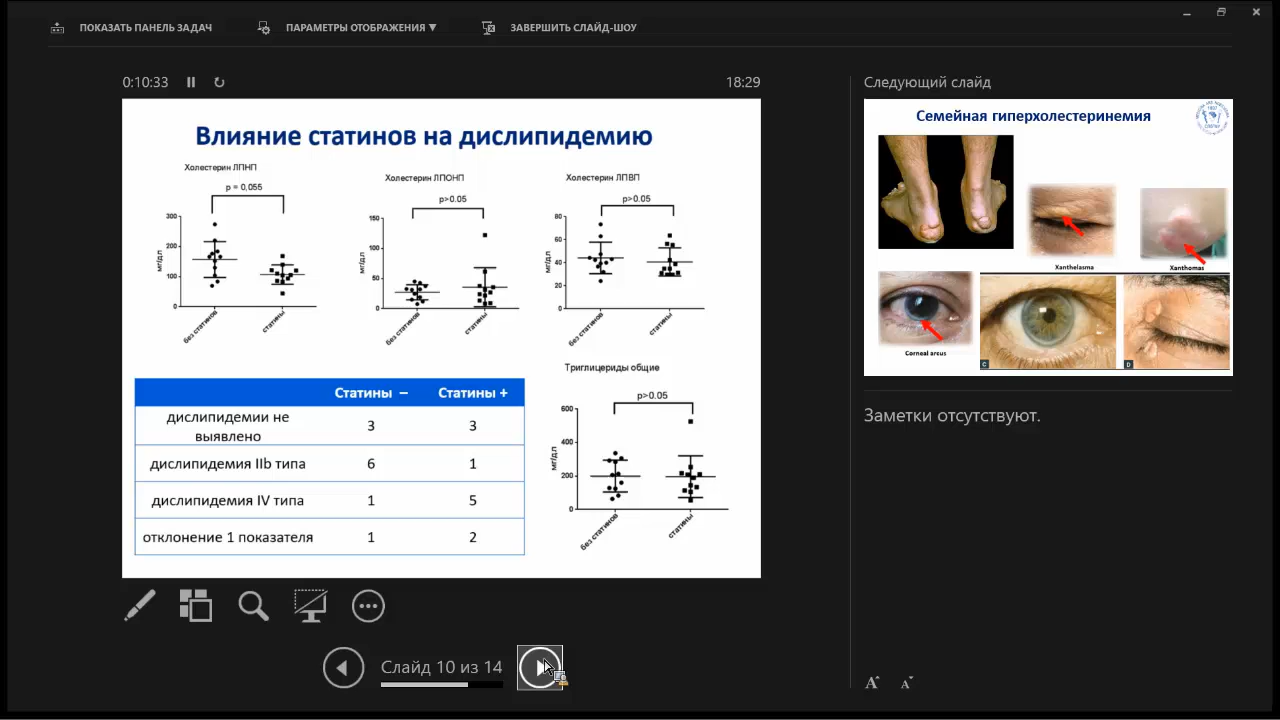 ПОКАЗАТЬ ПАНЕЛЬ ЗАДАЧ ПАРАМЕТРЫ ОТОБРАЖЕНИЯ ▼ ЗАВЕРШИТЬ СЛАЙД-ШОУ
0:10:33 18:29
Влияние статинов на дислипидемию
Холестерин ЛПНП
p = 0,055
300
200
100
0
мг/дл
без статинов
статины
Холестерин ЛПОНП
p>0.05
150
100
50
0
мг/дл
без статинов
статины
Холестерин ЛПВП
p>0.05
80
60
40
20
0
мг/дл
без статинов
статины
Статины – Статины +
дислипидемии не
выявлено 3 3
дислипидемия IIb типа 6 1
дислипидемия IV типа 1 5
отклонение 1 показателя 1 2
Триглицериды общие
p>0.05
600
400
200
0
мг/дл
без статинов
статины
Слайд 10 из 14
Следующий слайд
Семейная гиперхолестеринемия
Xanthelasma
Xanthomas
Corneal arcus
C
D
Заметки отсутствуют.
A A